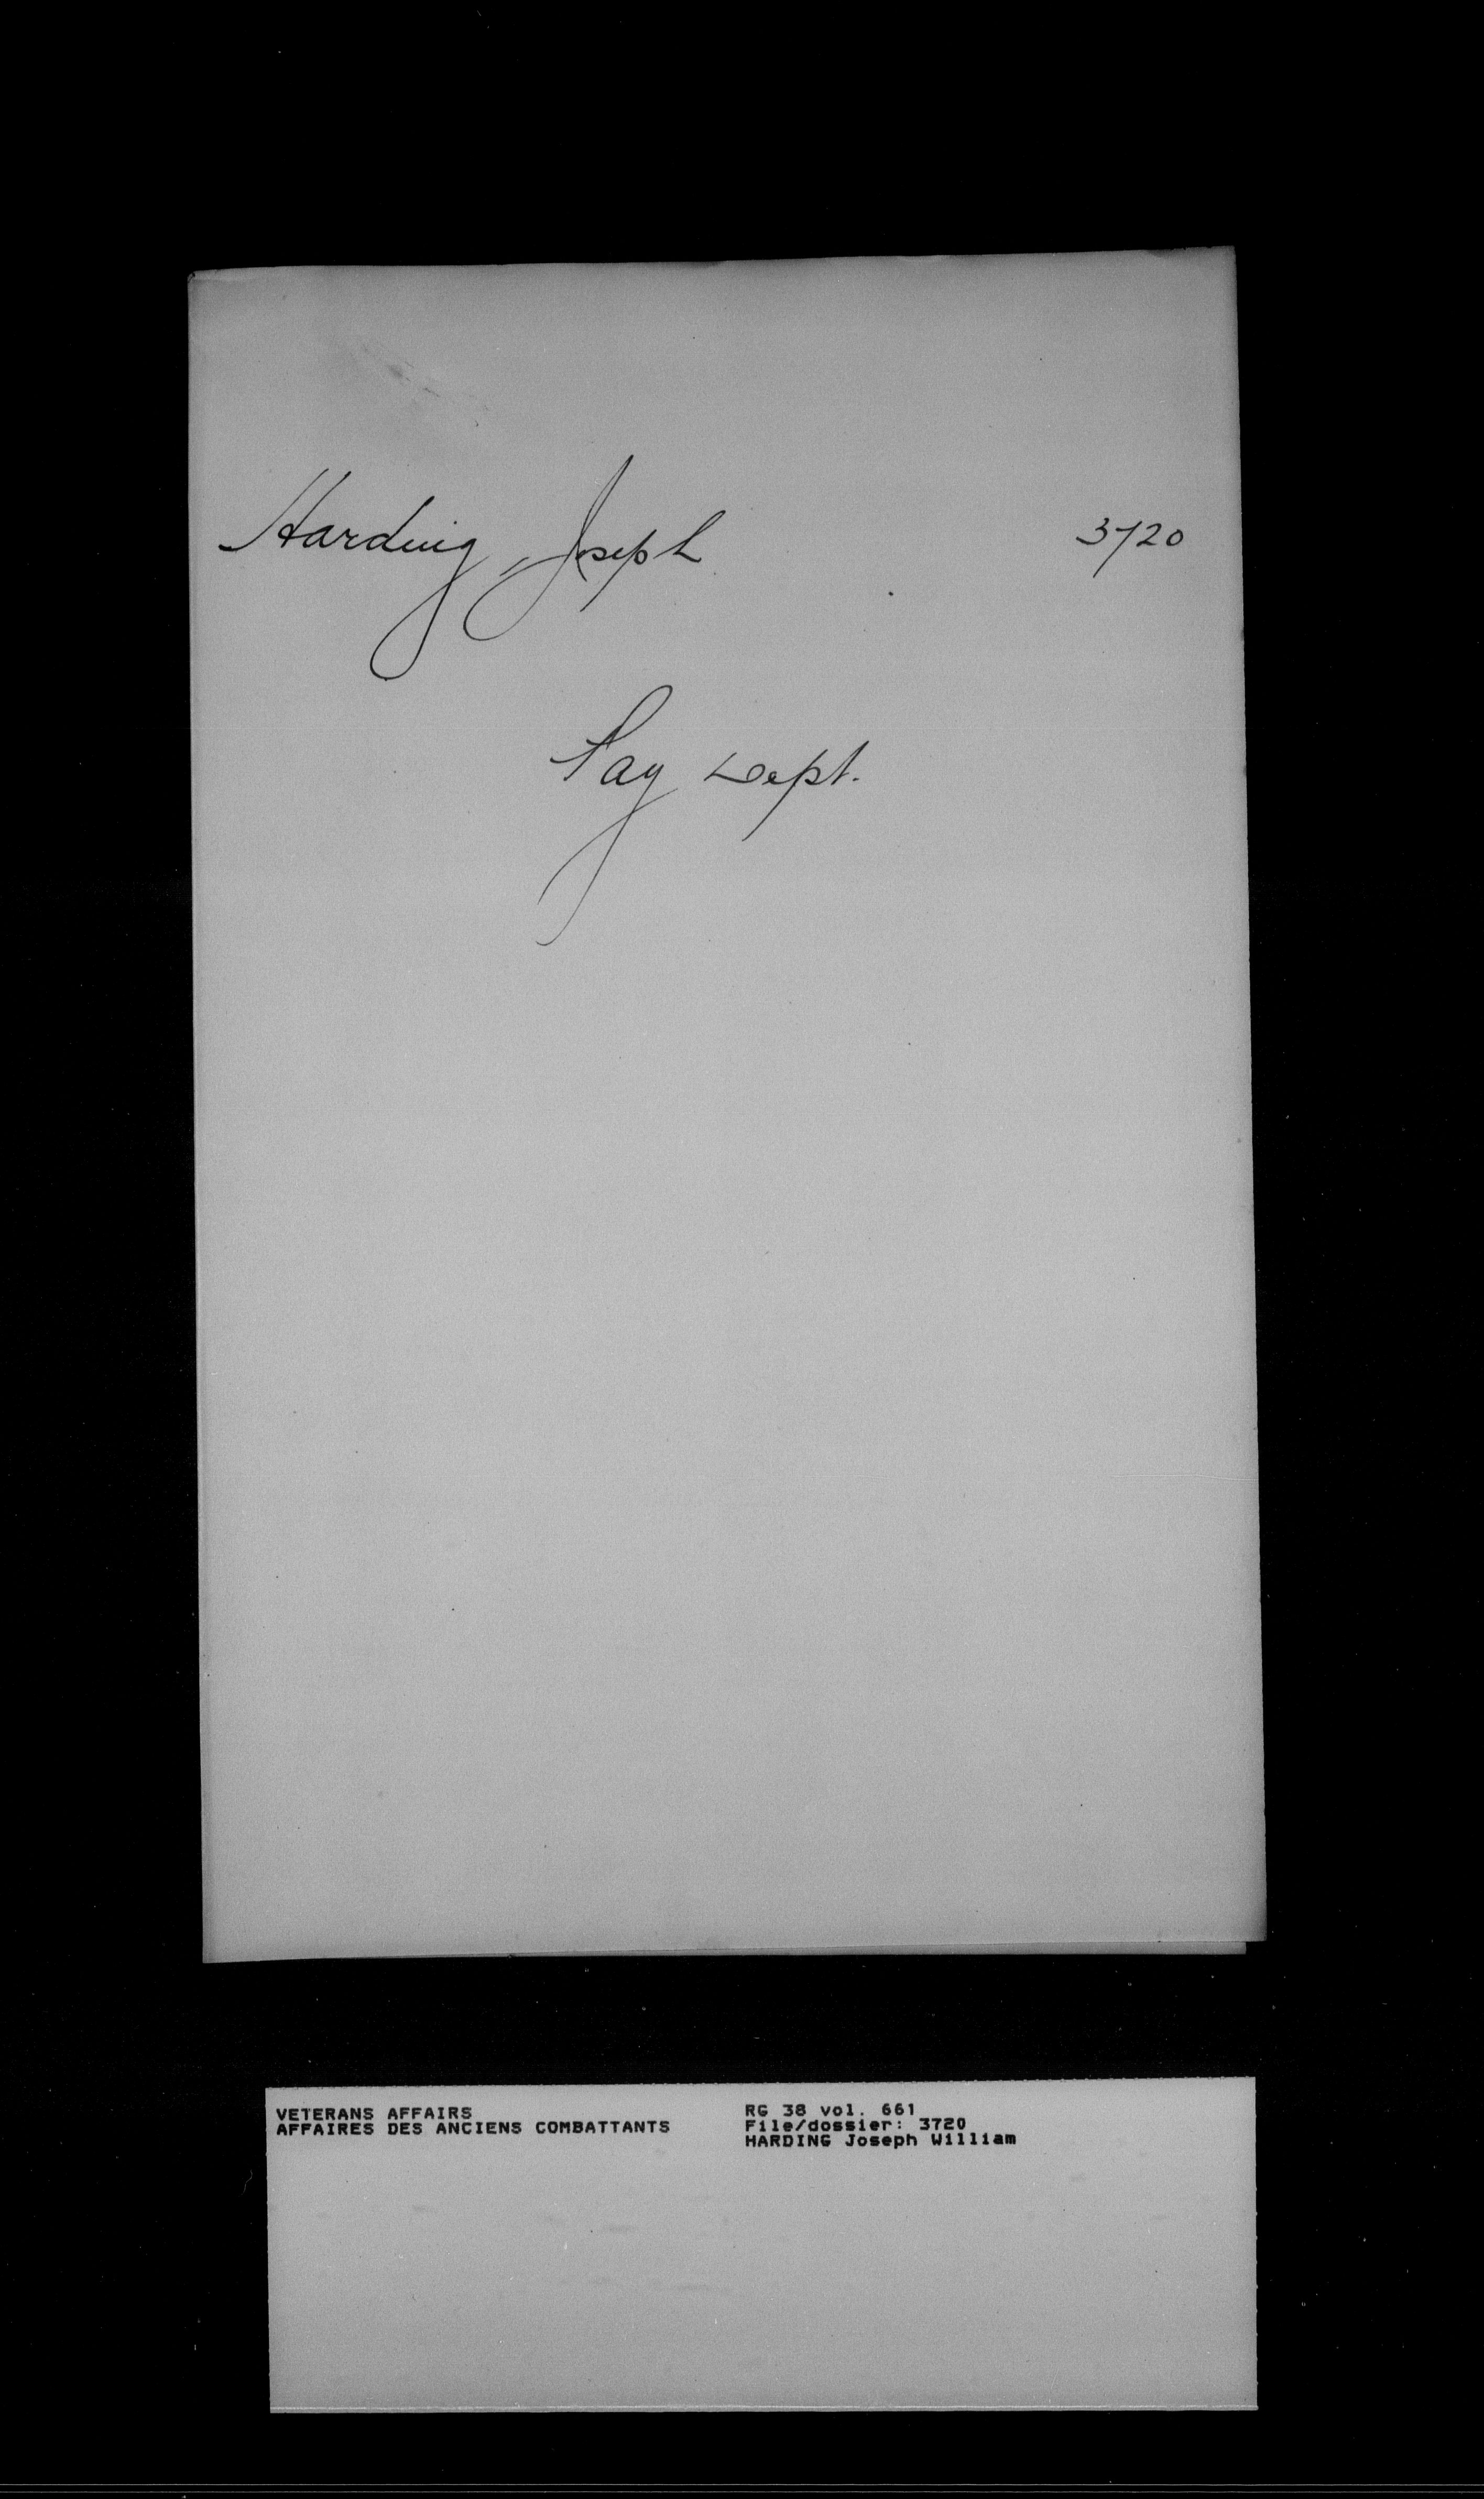 Harding, Joseph 3720
Pay Dept.
VETERANS AFFAIRS
AFFAIRES DES ANCIENS COMBATTANTS
RG 38 vol. 661
File/dossier: 3720
HARDING Joseph William